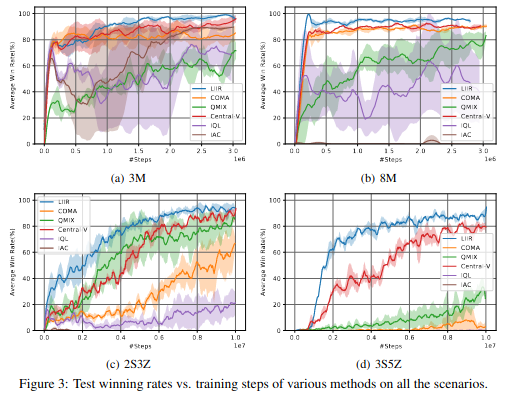 100
80
60
40
20
0
Average Win Rate(%)
LIIR
COMA
QMIX
Central-V
IQL
IAC
0.0 0.5 1.0 1.5 2.0 2.5 3.0
#Steps
1e6
(a) 3M
100
80
60
40
20
0
Average Win Rate(%)
LIIR
COMA
QMIX
Central-V
IQL
IAC
0.0 0.5 1.0 1.5 2.0 2.5 3.0
#Steps
1e6
(b) 8M
100
80
60
40
20
0
Average Win Rate(%)
LIIR
COMA
QMIX
Central-V
IQL
IAC
0.0 0.2 0.4 0.6 0.8 1.0
#Steps
1e7
(c) 2S3Z
100
80
60
40
20
0
Average Win Rate(%)
LIIR
COMA
QMIX
Central-V
IQL
IAC
0.0 0.2 0.4 0.6 0.8 1.0
#Steps
1e7
(d) 3S5Z
Figure 3: Test winning rates vs. training steps of various methods on all the scenarios.